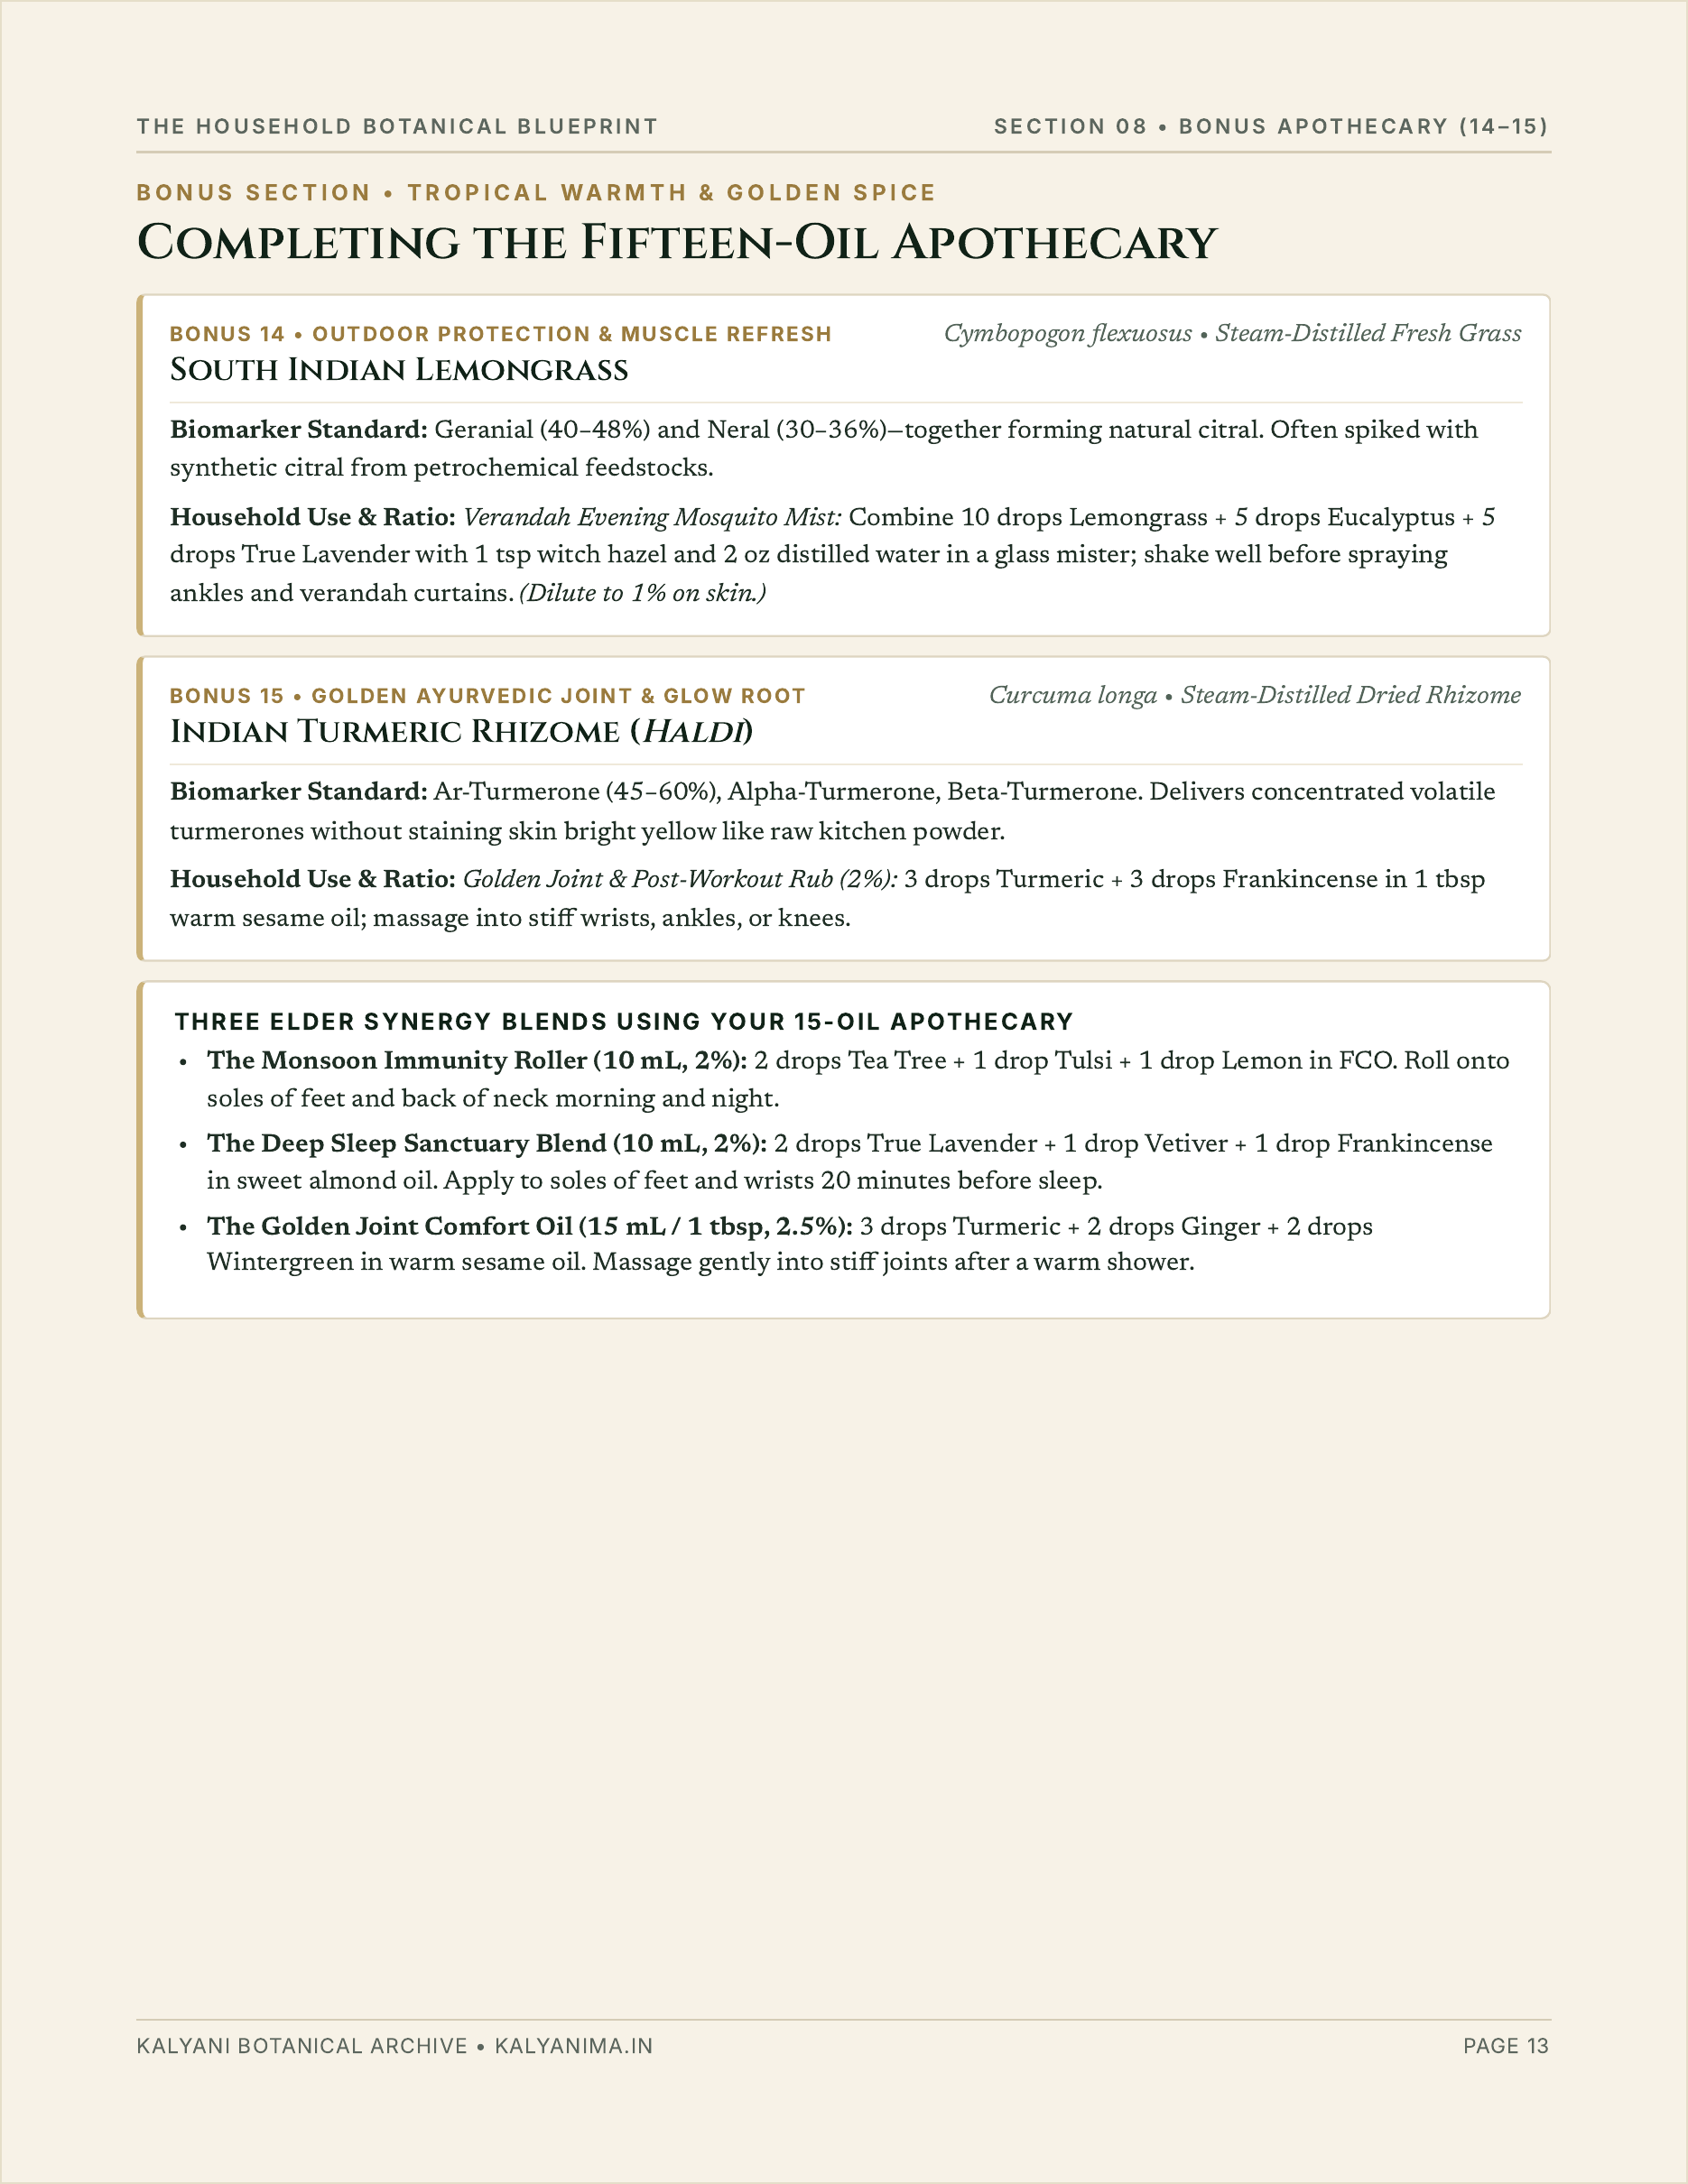 THE HOUSEHOLD BOTANICAL BLUEPRINT
SECTION 08 • BONUS APOTHECARY (14–15)
BONUS SECTION • TROPICAL WARMTH & GOLDEN SPICE
Completing the Fifteen-Oil Apothecary
BONUS 14 • OUTDOOR PROTECTION & MUSCLE REFRESH
Cymbopogon flexuosus • Steam-Distilled Fresh Grass
South Indian Lemongrass
Biomarker Standard: Geranial (40–48%) and Neral (30–36%)—together forming natural citral. Often spiked with
synthetic citral from petrochemical feedstocks.
Household Use & Ratio: Verandah Evening Mosquito Mist: Combine 10 drops Lemongrass + 5 drops Eucalyptus + 5
drops True Lavender with 1 tsp witch hazel and 2 oz distilled water in a glass mister; shake well before spraying
ankles and verandah curtains. (Dilute to 1% on skin.)
BONUS 15 • GOLDEN AYURVEDIC JOINT & GLOW ROOT
Curcuma longa • Steam-Distilled Dried Rhizome
Indian Turmeric Rhizome (Haldi)
Biomarker Standard: Ar-Turmerone (45–60%), Alpha-Turmerone, Beta-Turmerone. Delivers concentrated volatile
turmerones without staining skin bright yellow like raw kitchen powder.
Household Use & Ratio: Golden Joint & Post-Workout Rub (2%): 3 drops Turmeric + 3 drops Frankincense in 1 tbsp
warm sesame oil; massage into stiff wrists, ankles, or knees.
THREE ELDER SYNERGY BLENDS USING YOUR 15-OIL APOTHECARY
• The Monsoon Immunity Roller (10 mL, 2%): 2 drops Tea Tree + 1 drop Tulsi + 1 drop Lemon in FCO. Roll onto
soles of feet and back of neck morning and night.
• The Deep Sleep Sanctuary Blend (10 mL, 2%): 2 drops True Lavender + 1 drop Vetiver + 1 drop Frankincense
in sweet almond oil. Apply to soles of feet and wrists 20 minutes before sleep.
• The Golden Joint Comfort Oil (15 mL / 1 tbsp, 2.5%): 3 drops Turmeric + 2 drops Ginger + 2 drops
Wintergreen in warm sesame oil. Massage gently into stiff joints after a warm shower.
KALYANI BOTANICAL ARCHIVE • KALYANIMA.IN
PAGE 13